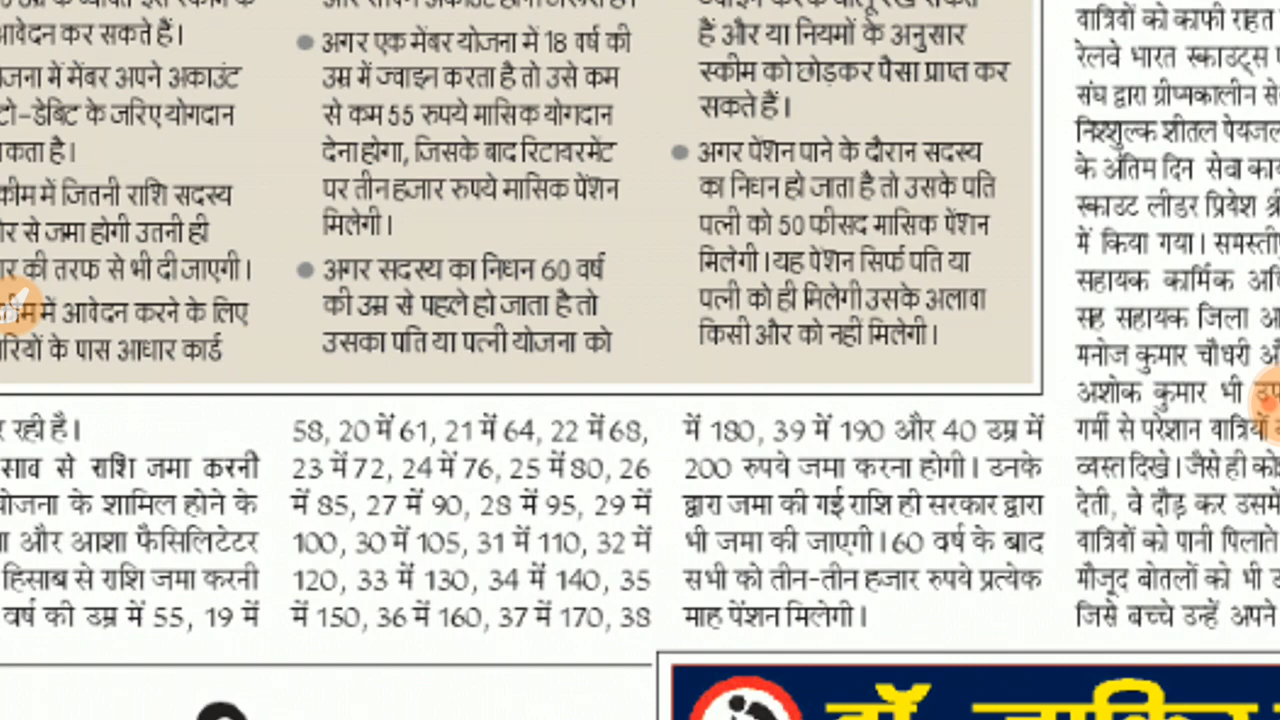 आवेदन कर सकते हैं।
जना में मेंबर अपने अकाउंट
टो-डेबिट के जरिए योगदान
कता है।
कीम में जितनी राशि सदस्य
र से जमा होगी उतनी ही
र की तरफ से भी दी जाएगी।
में आवेदन करने के लिए
रियों के पास आधार कार्ड
अगर एक मेंबर योजना में 18 वर्ष की
उम्र में ज्वाइन करता है तो उसे कम
से कम 55 रुपये मासिक योगदान
देना होगा, जिसके बाद रिटायरमेंट
पर तीन हजार रुपये मासिक पेंशन
मिलेगी।
अगर सदस्य का निधन 60 वर्ष
की उम्र से पहले हो जाता है तो
उसका पति या पत्नी योजना को
हैं और या नियमों के अनुसार
स्कीम को छोड़कर पैसा प्राप्त कर
सकते हैं।
अगर पेंशन पाने के दौरान सदस्य
का निधन हो जाता है तो उसके पति
पत्नी को 50 फीसद मासिक पेंशन
मिलेगी।यह पेंशन सिर्फ पति या
पत्नी को ही मिलेगी उसके अलावा
किसी और को नहीं मिलेगी।
र रही है।
साव से राशि जमा करनी
योजना के शामिल होने के
और आशा फैसिलिटेटर
हिसाब से राशि जमा करनी
वर्ष की उम्र में 55, 19 में
58, 20 में 61, 21 में 64, 22 में 68,
23 में 72, 24 में 76, 25 में 80, 26
में 85, 27 में 90, 28 में 95, 29 में
100, 30 में 105, 31 में 110, 32 में
120, 33 में 130, 34 में 140, 35
में 150, 36 में 160, 37 में 170, 38
में 180, 39 में 190 और 40 उम्र में
200 रुपये जमा करना होगी। उनके
द्वारा जमा की गई राशि ही सरकार द्वारा
भी जमा की जाएगी।60 वर्ष के बाद
सभी को तीन-तीन हजार रुपये प्रत्येक
माह पेंशन मिलेगी।
यात्रियों को काफी राहत
रेलवे भारत स्काउट्स
संघ द्वारा ग्रीष्मकालीन से
निश्शुल्क शीतल पेयजल
के अंतिम दिन सेवा का
स्काउट लीडर प्रियेश श्री
में किया गया। समस्ती
सहायक कार्मिक अधि
सह सहायक जिला आ
मनोज कुमार चौधरी औ
अशोक कुमार भी उप
गर्मी से परेशान यात्रियों
व्यस्त दिखे। जैसे ही को
देती, वे दौड़ कर उसमें
यात्रियों को पानी पिलाते
मौजूद बोतलों को भी
जिसे बच्चे उन्हें अपने
डॉ.